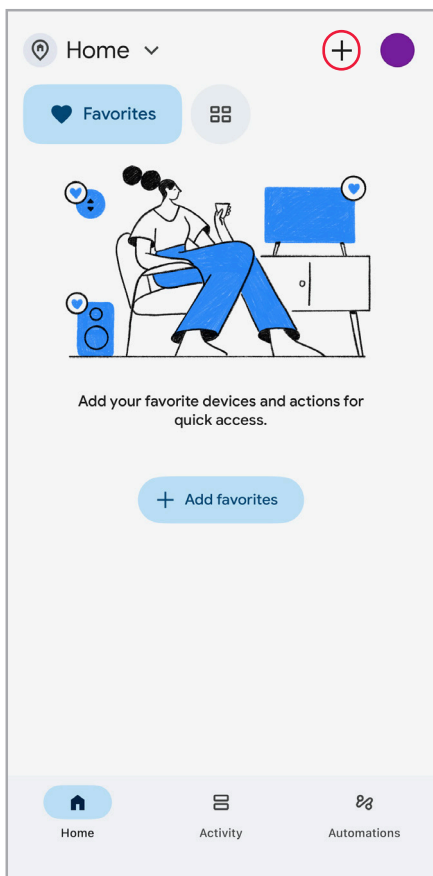 Home
Favorites
Add your favorite devices and actions for
quick access.
Add favorites
Home
Activity
Automations